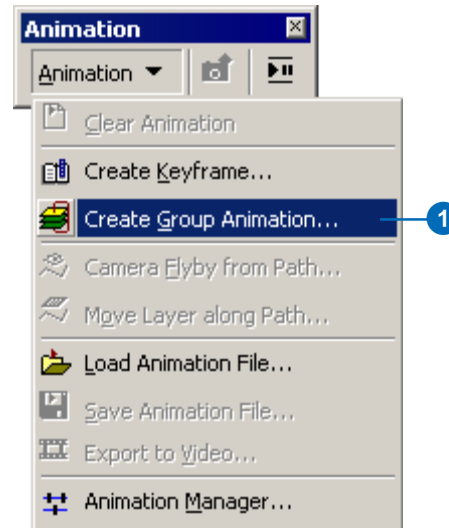 Animation
Animation
Clear Animation
Create Keyframe...
Create Group Animation...
1
Camera Flyby from Path...
Move Layer along Path...
Load Animation File...
Save Animation File...
Export to Video...
Animation Manager...